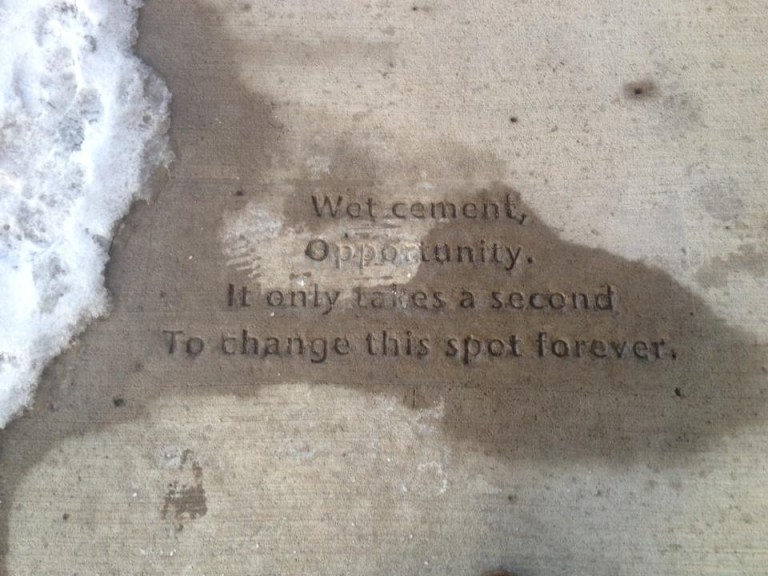 Wet cement,
Opportunity.
It only takes a second
To change this spot forever.